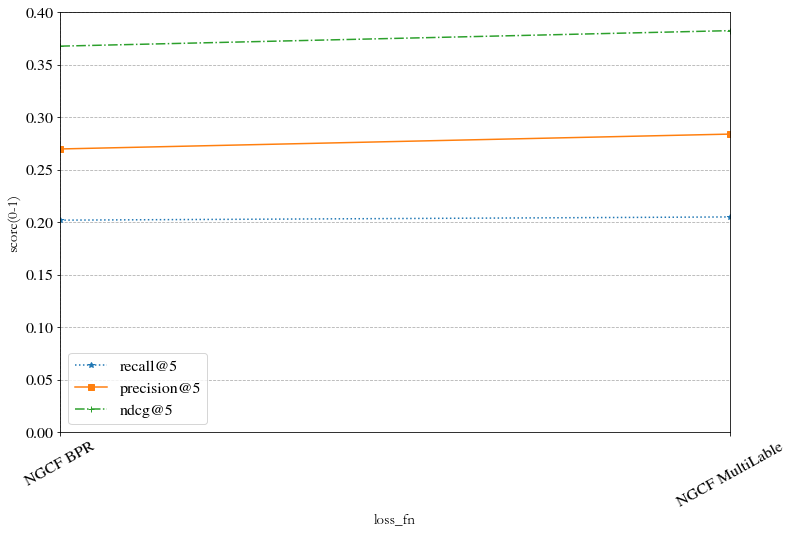 0.40
0.35
0.30
0.25
0.20
0.15
0.10
0.05
0.00
score(0-1)
recall@5
precision@5
ndcg@5
NGCF BPR
NGCF MultiLable
loss_fn